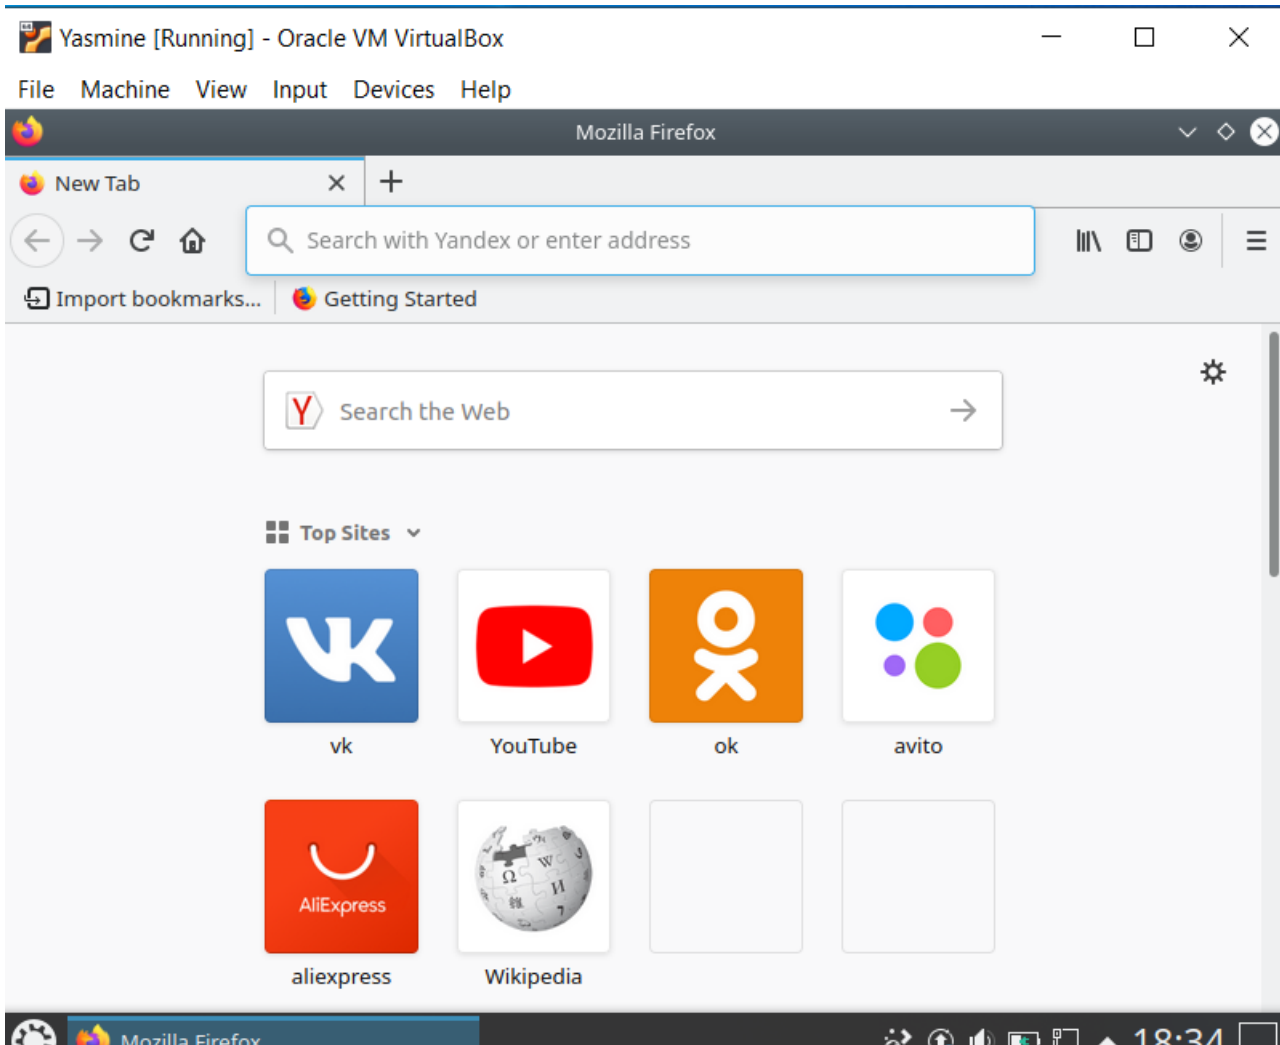 Yasmine [Running] - Oracle VM VirtualBox
File Machine View Input Devices Help
Mozilla Firefox
New Tab
Search with Yandex or enter address
Import bookmarks... Getting Started
Y Search the Web
Top Sites
VK
vk YouTube ok avito
AliExpress
Ω W И
aliexpress Wikipedia
Mozilla Firefox 18:34